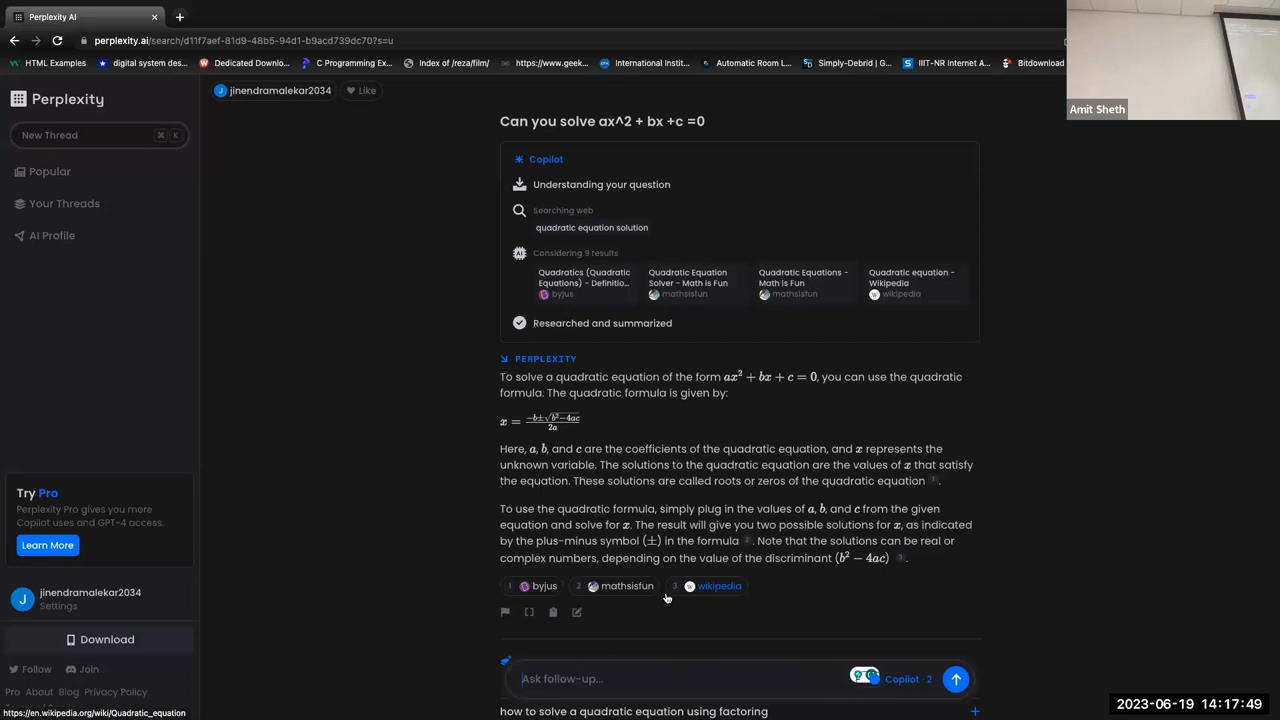 Perplexity AI
perplexity.ai/search/d11f7aef-81d9-48b5-94d1-b9acd739dc70?s=u
HTML Examples
digital system des...
Dedicated Downlo...
C Programming Ex...
Index of /reza/film/
https://www.geek...
International Instit...
Automatic Room L...
Simply-Debrid | G...
IIIT-NR Internet A...
Bitdownload
Amit Sheth
Perplexity
New Thread
⌘ K
Popular
Your Threads
AI Profile
jinendramalekar2034
Like
Can you solve ax^2 + bx +c =0
Copilot
Understanding your question
Searching web
quadratic equation solution
Considering 9 results
Quadratics (Quadratic Equations) - Definitio...
byjus
Quadratic Equation Solver - Math is Fun
mathsisfun
Quadratic Equations - Math is Fun
mathsisfun
Quadratic equation - Wikipedia
wikipedia
Researched and summarized
PERPLEXITY
To solve a quadratic equation of the form ax² + bx + c = 0, you can use the quadratic
formula. The quadratic formula is given by:
x = −b±√b²−4ac / 2a
Here, a, b, and c are the coefficients of the quadratic equation, and x represents the
unknown variable. The solutions to the quadratic equation are the values of x that satisfy
the equation. These solutions are called roots or zeros of the quadratic equation 1.
To use the quadratic formula, simply plug in the values of a, b, and c from the given
equation and solve for x. The result will give you two possible solutions for x, as indicated
by the plus-minus symbol (±) in the formula 2. Note that the solutions can be real or
complex numbers, depending on the value of the discriminant (b² − 4ac) 3.
1 byjus 2 mathsisfun 3 wikipedia
Ask follow-up...
Copilot · 2
how to solve a quadratic equation using factoring
Try Pro
Perplexity Pro gives you more
Copilot uses and GPT-4 access.
Learn More
jinendramalekar2034
Settings
Download
Follow Join
Pro About Blog Privacy Policy
https://en.wikipedia.org/wiki/Quadratic_equation
2023-06-19 14:17:49